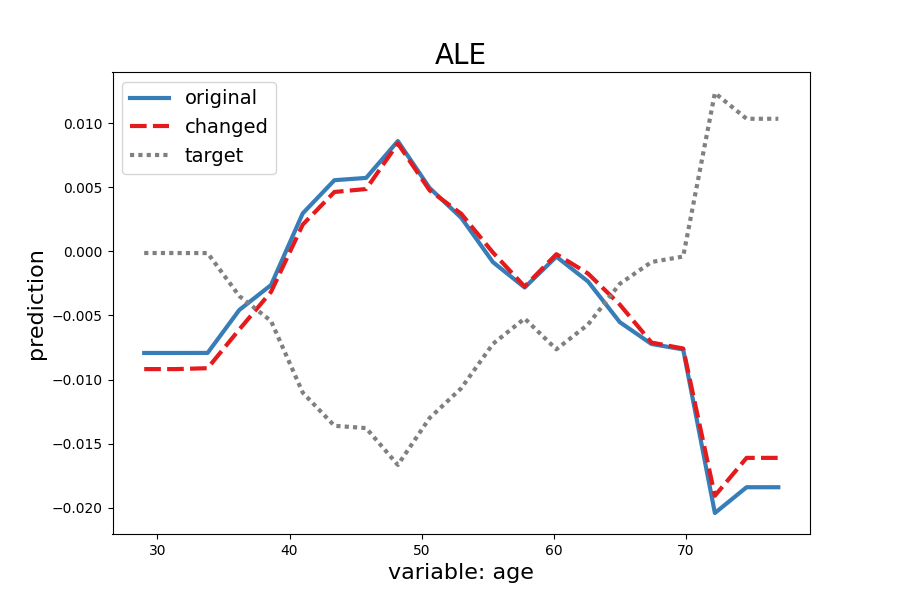 ALE
original
changed
target
prediction
0.010
0.005
0.000
−0.005
−0.010
−0.015
−0.020
30 40 50 60 70
variable: age